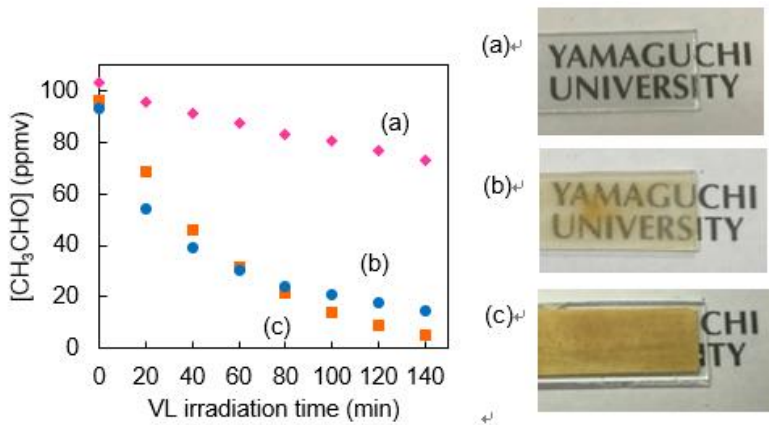 [CH₃CHO] (ppmv)
100
80
60
40
20
0
(a)
(b)
(c)
0 20 40 60 80 100 120 140
VL irradiation time (min)
(a)↵
YAMAGUCHI
UNIVERSITY
(b)↵
YAMAGUCHI
UNIVERSITY
(c)↵
CHI
ITY
↵